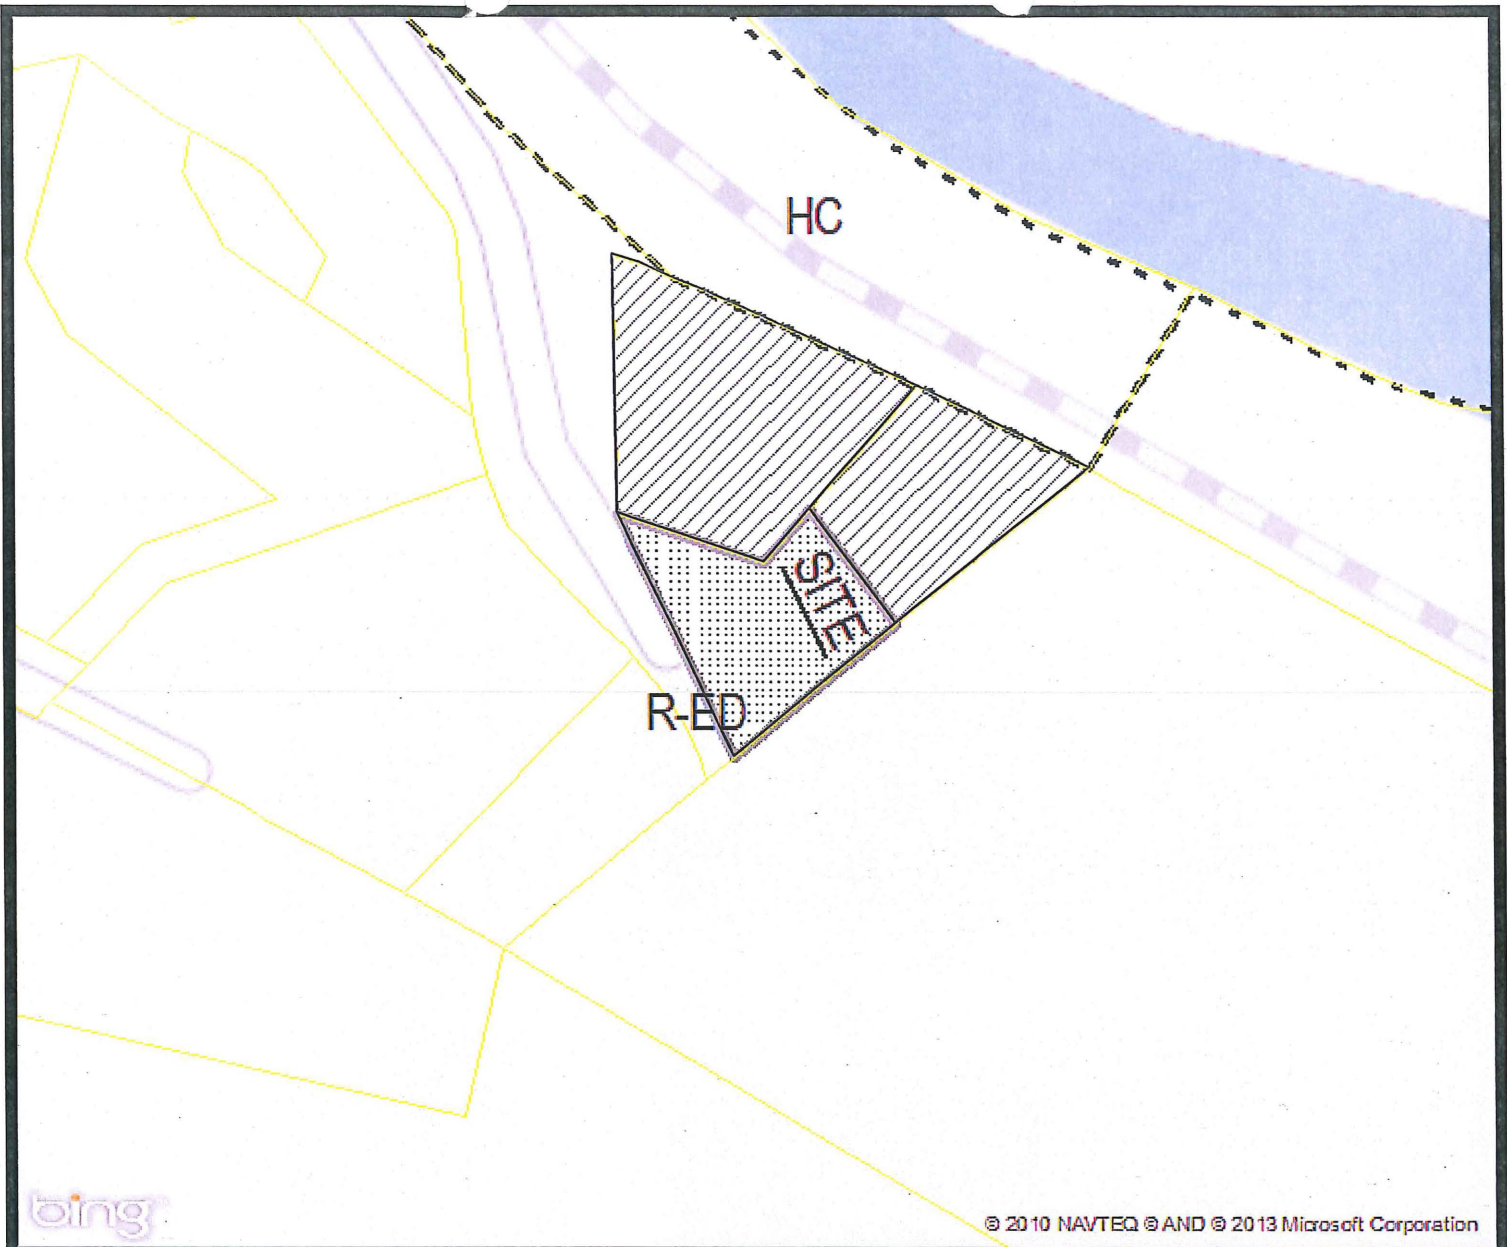 HC
SITE
R-ED
bing
© 2010 NAVTEQ © AND © 2013 Microsoft Corporation